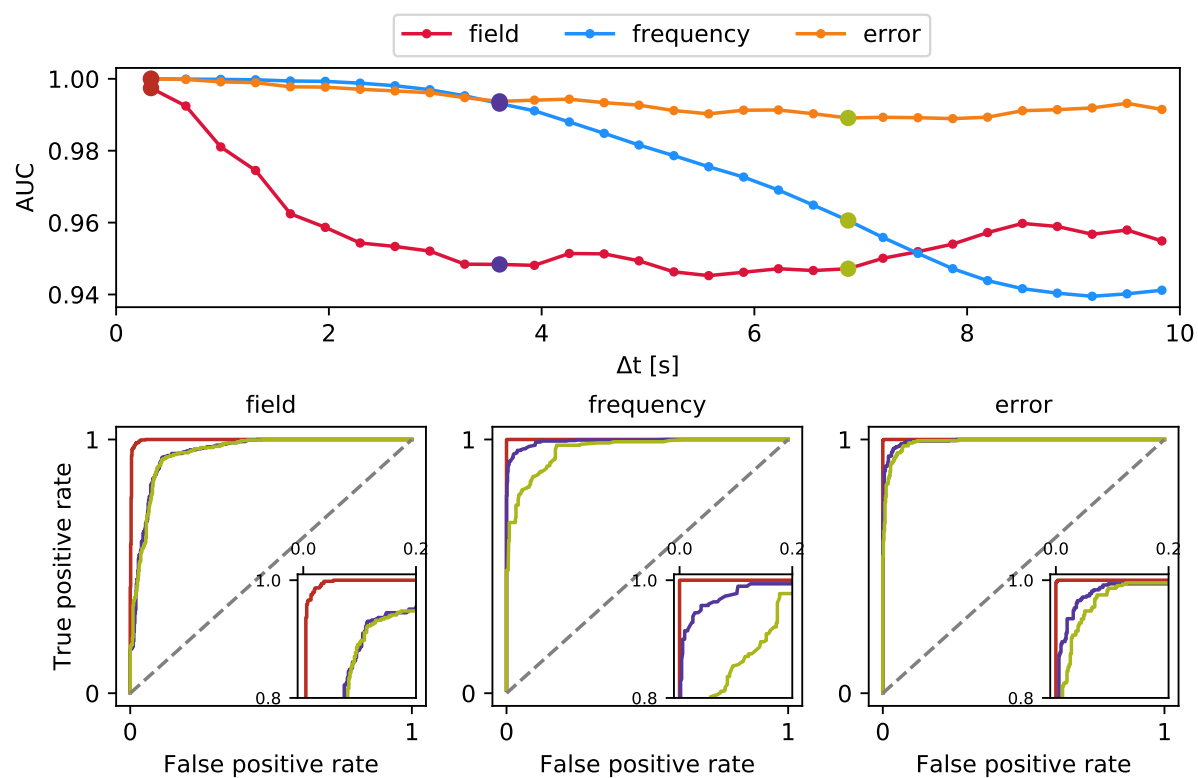 field frequency error
1.00
0.98
0.96
0.94
AUC
0 2 4 6 8 10
Δt [s]
field frequency error
1 1 1
0.0 0.2 0.0 0.2 0.0 0.2
1.0 1.0 1.0
True positive rate
0.8 0.8 0.8
0 0 0
0 1 0 1 0 1
False positive rate False positive rate False positive rate